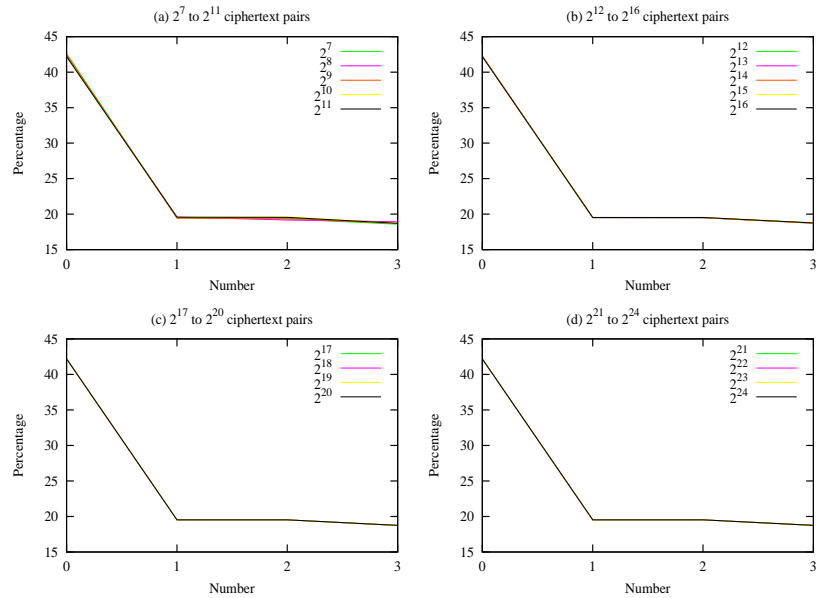 (a) 2^7 to 2^11 ciphertext pairs
45
40
35
30
25
20
15
Percentage
0 1 2 3
Number
2^7
2^8
2^9
2^10
2^11
(b) 2^12 to 2^16 ciphertext pairs
45
40
35
30
25
20
15
Percentage
0 1 2 3
Number
2^12
2^13
2^14
2^15
2^16
(c) 2^17 to 2^20 ciphertext pairs
45
40
35
30
25
20
15
Percentage
0 1 2 3
Number
2^17
2^18
2^19
2^20
(d) 2^21 to 2^24 ciphertext pairs
45
40
35
30
25
20
15
Percentage
0 1 2 3
Number
2^21
2^22
2^23
2^24